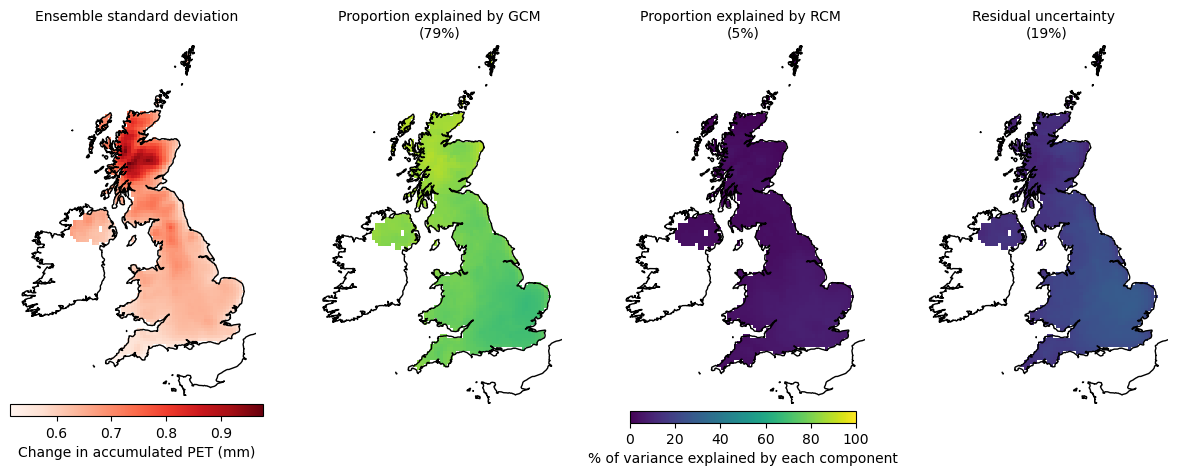 Ensemble standard deviation
Proportion explained by GCM
(79%)
Proportion explained by RCM
(5%)
Residual uncertainty
(19%)
0.6 0.7 0.8 0.9
Change in accumulated PET (mm)
0 20 40 60 80 100
% of variance explained by each component